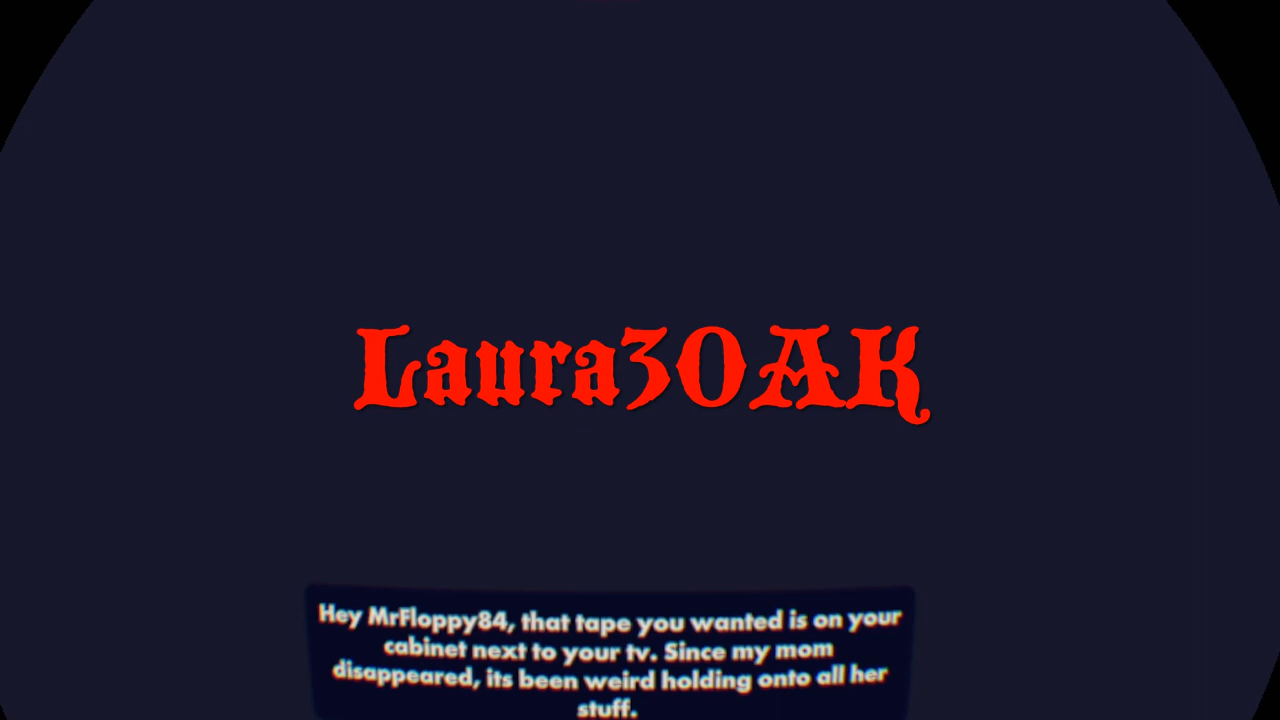 Laura3OAK
Hey MrFloppy84, that tape you wanted is on your
cabinet next to your tv. Since my mom
disappeared, its been weird holding onto all her
stuff.